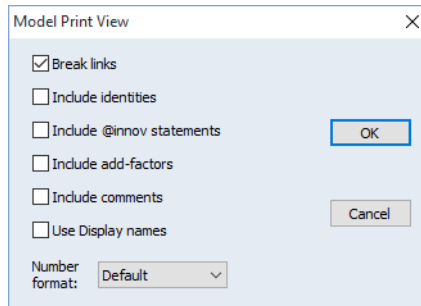 Model Print View
Break links
Include identities
Include @innov statements
OK
Include add-factors
Include comments
Cancel
Use Display names
Number
format:
Default